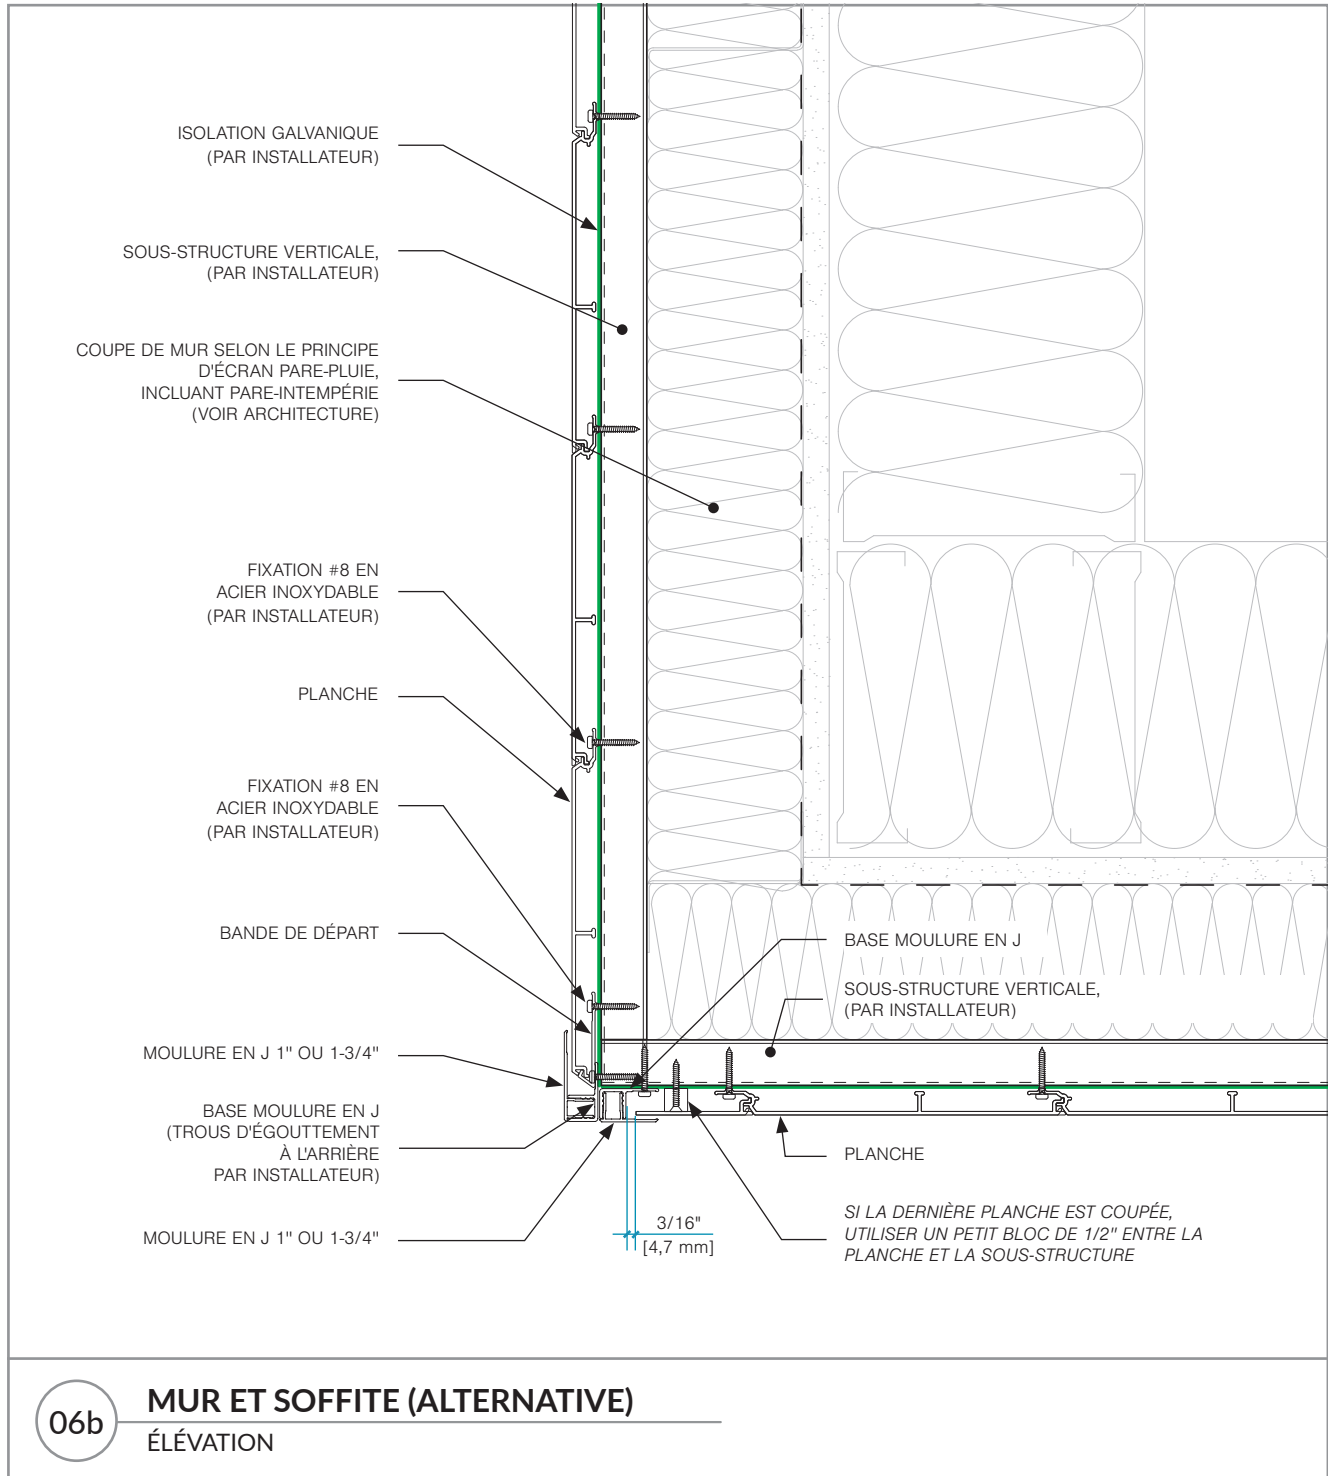 ISOLATION GALVANIQUE
(PAR INSTALLATEUR)
SOUS-STRUCTURE VERTICALE,
(PAR INSTALLATEUR)
COUPE DE MUR SELON LE PRINCIPE
D'ÉCRAN PARE-PLUIE,
INCLUANT PARE-INTEMPÉRIE
(VOIR ARCHITECTURE)
FIXATION #8 EN
ACIER INOXYDABLE
(PAR INSTALLATEUR)
PLANCHE
FIXATION #8 EN
ACIER INOXYDABLE
(PAR INSTALLATEUR)
BANDE DE DÉPART
MOULURE EN J 1" OU 1-3/4"
BASE MOULURE EN J
(TROUS D'ÉGOUTTEMENT
À L'ARRIÈRE
PAR INSTALLATEUR)
MOULURE EN J 1" OU 1-3/4"
BASE MOULURE EN J
SOUS-STRUCTURE VERTICALE,
(PAR INSTALLATEUR)
PLANCHE
SI LA DERNIÈRE PLANCHE EST COUPÉE,
UTILISER UN PETIT BLOC DE 1/2" ENTRE LA
PLANCHE ET LA SOUS-STRUCTURE
3/16"
[4,7 mm]
06b
MUR ET SOFFITE (ALTERNATIVE)
ÉLÉVATION